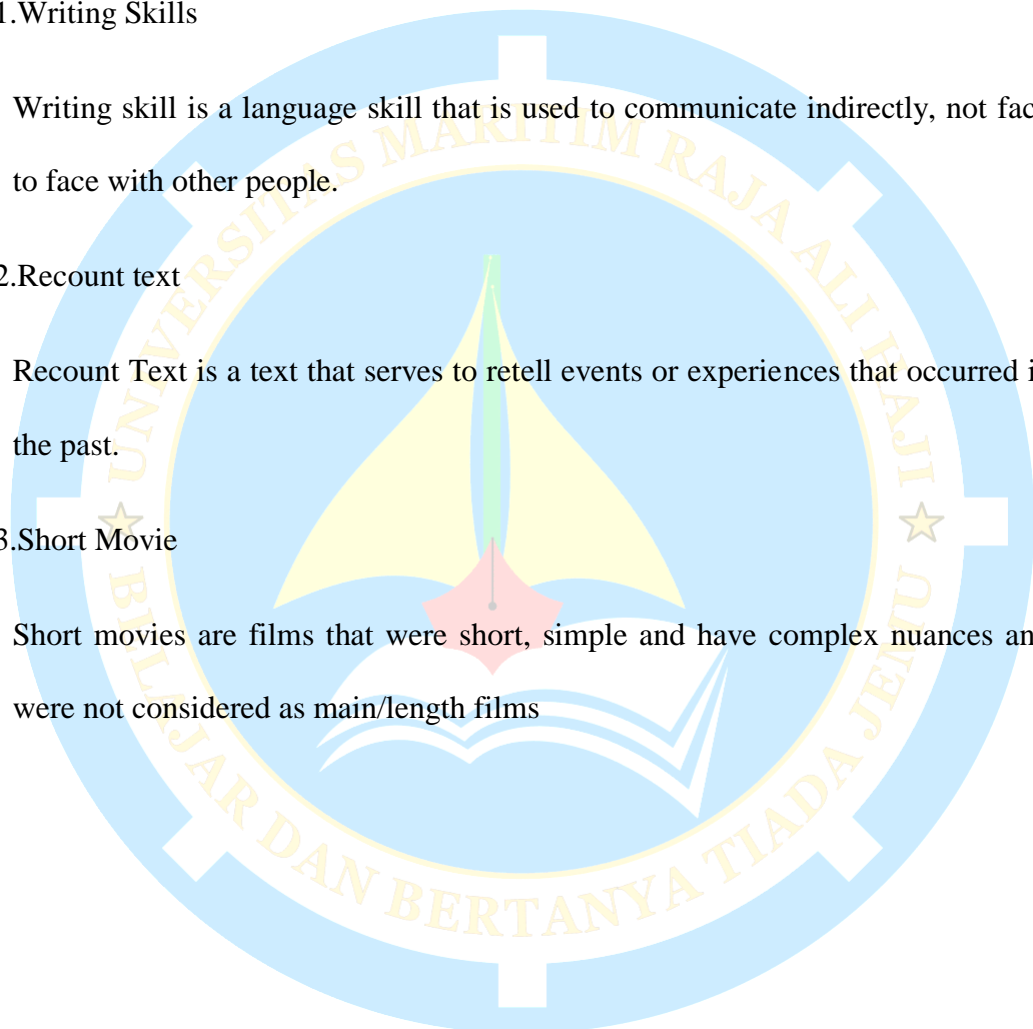 1.Writing Skills
Writing skill is a language skill that is used to communicate indirectly, not fac
to face with other people.
2.Recount text
Recount Text is a text that serves to retell events or experiences that occurred i
the past.
3.Short Movie
Short movies are films that were short, simple and have complex nuances an
were not considered as main/length films
UNIVERSITAS MARITIM RAJA ALI HAJI
BELAJAR DAN BERTANYA TIADA JEMU